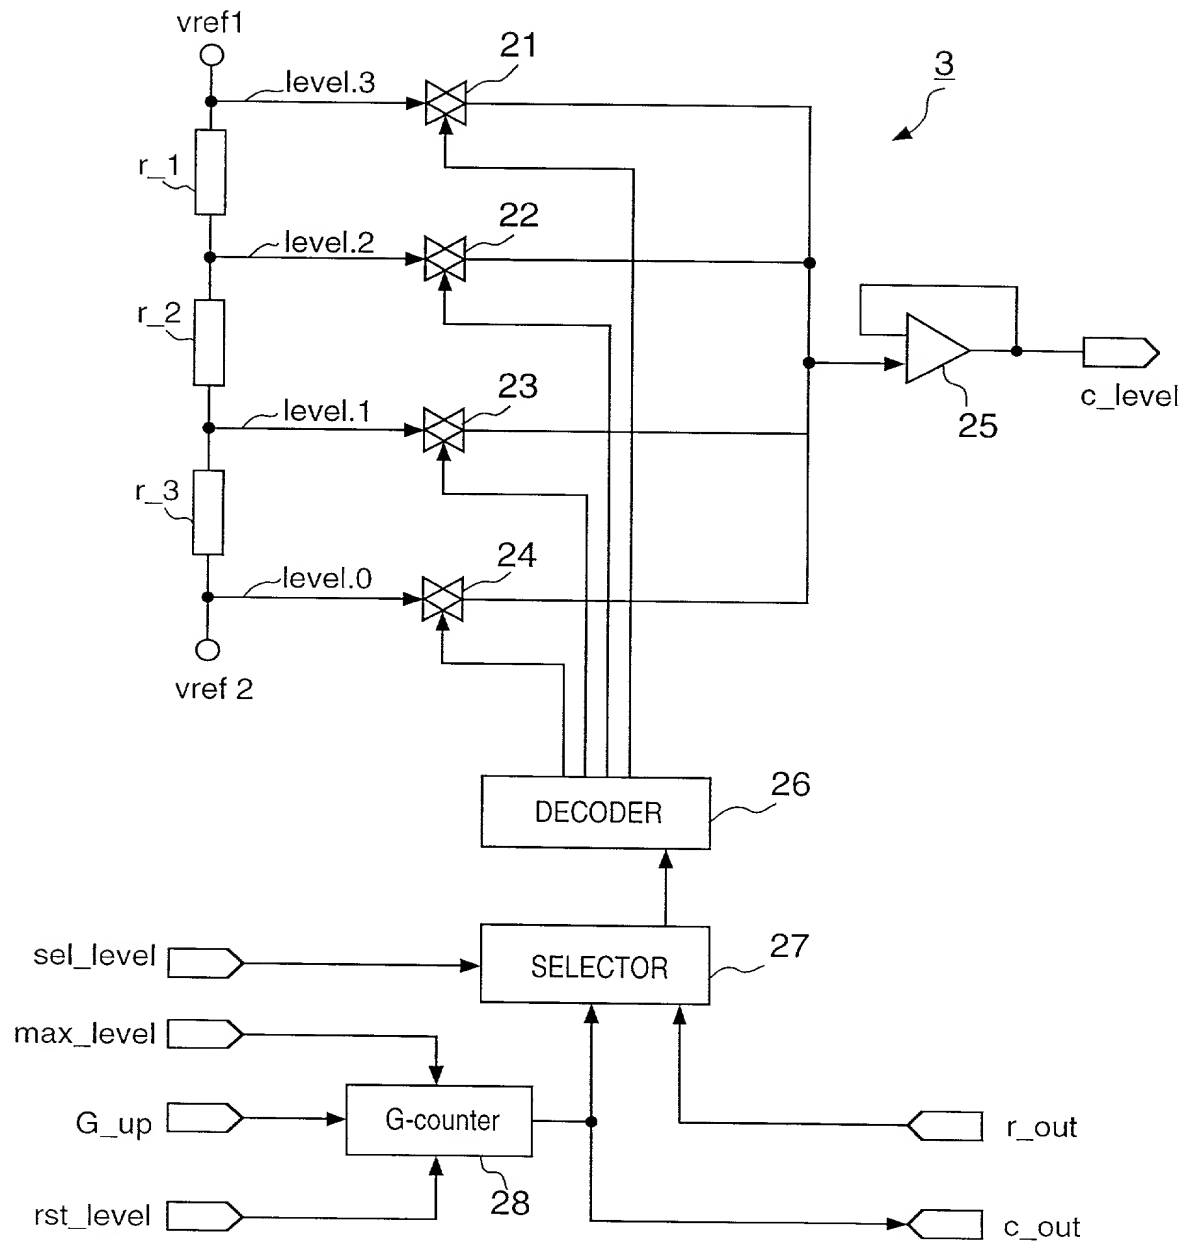 vref1
21
3
level.3
r_1
22
level.2
r_2
23
level.1
c_level
25
r_3
24
level.0
vref 2
26
DECODER
27
sel_level
SELECTOR
max_level
G_up
G-counter
r_out
28
rst_level
c_out